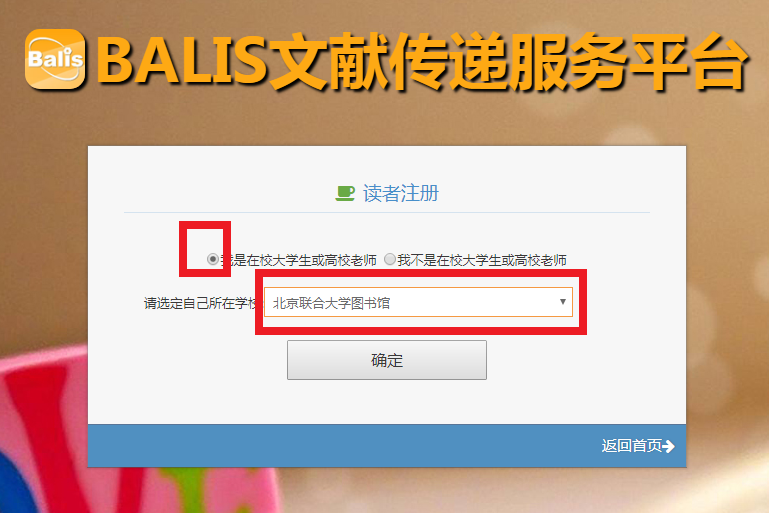 Balis BALIS文献传递服务平台
读者注册
我是在校大学生或高校老师 我不是在校大学生或高校老师
请选定自己所在学校 北京联合大学图书馆
确定
返回首页